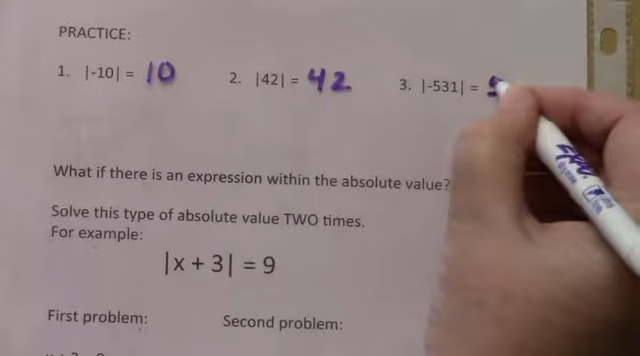 PRACTICE:
1. |-10| = 10 2. |42| = 42 3. |-531| = 5
What if there is an expression within the absolute value?
Solve this type of absolute value TWO times.
For example:
|x + 3| = 9
First problem: Second problem:
EXPO